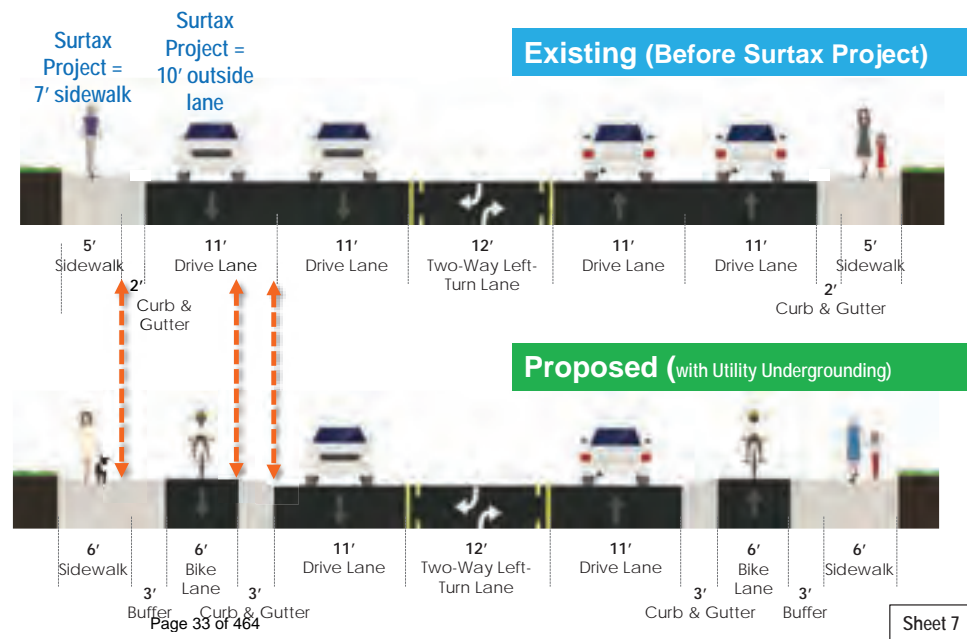 Surtax
Project =
7' sidewalk
Surtax
Project =
10' outside
lane
Existing (Before Surtax Project)
5'
Sidewalk
2'
Curb &
Gutter
11'
Drive Lane
11'
Drive Lane
12'
Two-Way Left-
Turn Lane
11'
Drive Lane
11'
Drive Lane
2'
Curb & Gutter
5'
Sidewalk
Proposed (with Utility Undergrounding)
6'
Sidewalk
3'
Buffer
6'
Bike
Lane
3'
Curb & Gutter
11'
Drive Lane
12'
Two-Way Left-
Turn Lane
11'
Drive Lane
3'
Curb & Gutter
6'
Bike
Lane
3'
Buffer
6'
Sidewalk
Page 33 of 464
Sheet 7